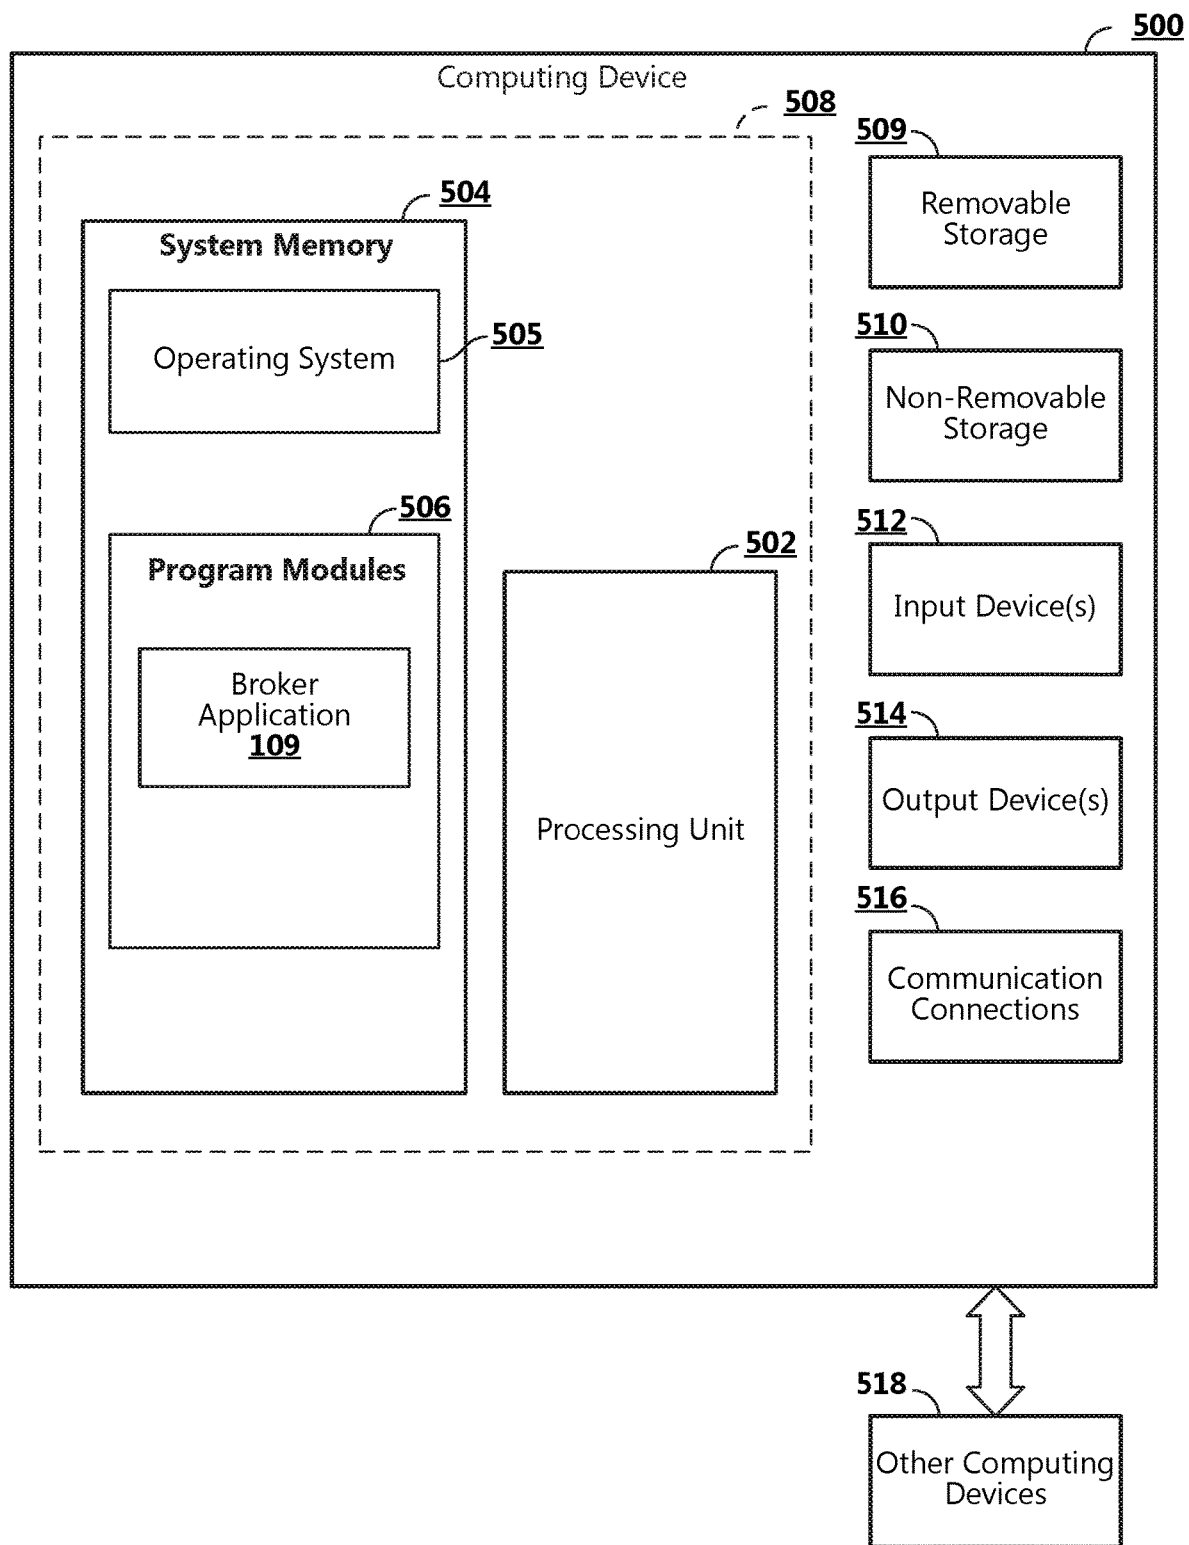 500
Computing Device
508
509
Removable
Storage
504
System Memory
Operating System
505
510
Non-Removable
Storage
506
Program Modules
Broker
Application
109
502
Processing Unit
512
Input Device(s)
514
Output Device(s)
516
Communication
Connections
518
Other Computing
Devices